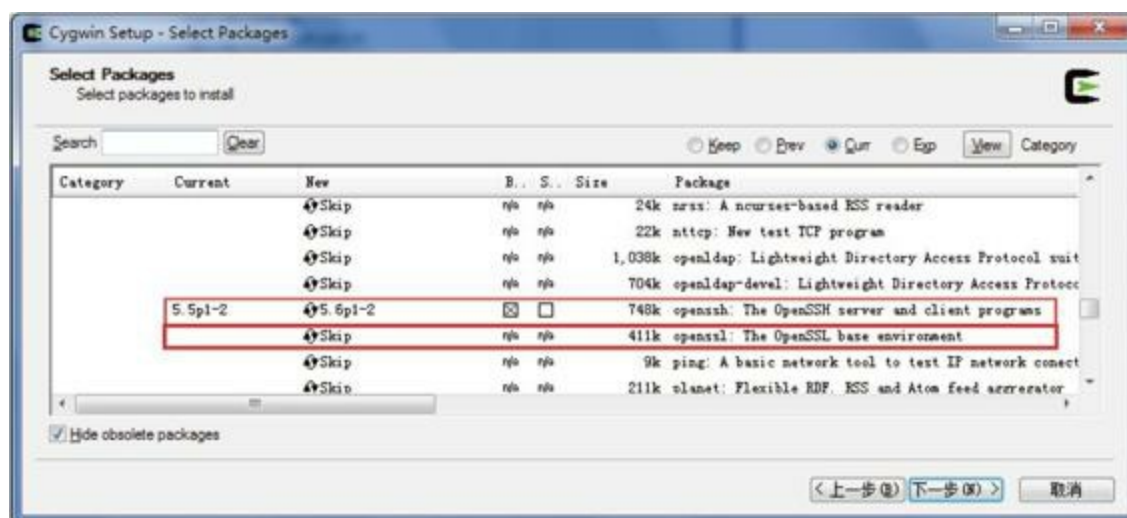 Cygwin Setup - Select Packages
Select Packages
Select packages to install
Search Clear Keep Prev Curr Exp View Category
Category Current New B.. S.. Size Package
Skip n/a n/a 24k nrss: A ncurses-based RSS reader
Skip n/a n/a 22k nttcp: New test TCP program
Skip n/a n/a 1,038k openldap: Lightweight Directory Access Protocol suit
Skip n/a n/a 704k openldap-devel: Lightweight Directory Access Protoco
5.5p1-2 5.6p1-2 748k openssh: The OpenSSH server and client programs
Skip n/a n/a 411k openssl: The OpenSSL base environment
Skip n/a n/a 9k ping: A basic network tool to test IP network conect
Skip n/a n/a 211k planet: Flexible RDF, RSS and Atom feed aggregator
Hide obsolete packages
< 上一步(B) 下一步(N) > 取消